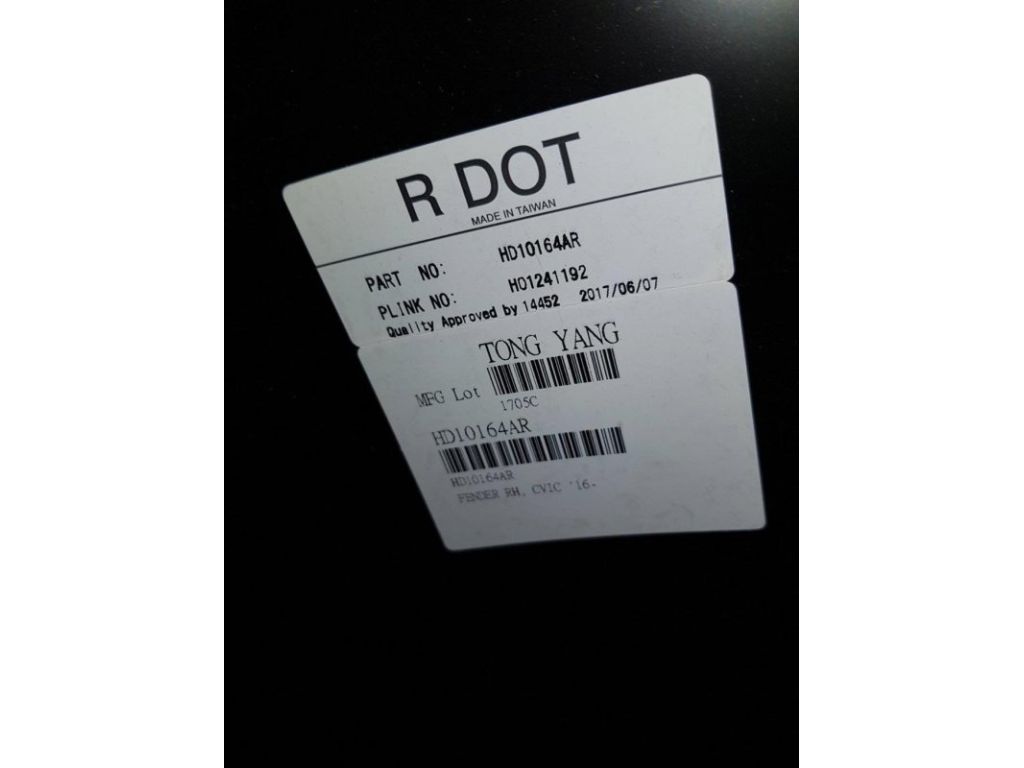 R DOT
MADE IN TAIWAN
PART NO: HD10164AR
PLINK NO: HO1241192
Quality Approved by 14452 2017/06/07
TONG YANG
MFG Lot
1705C
HD10164AR
HD10164AR
FENDER RH, CVIC '16-